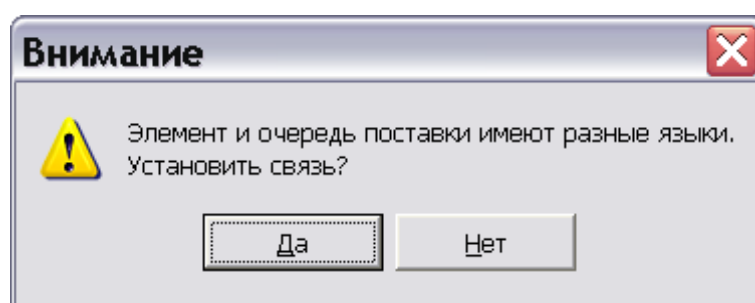 Внимание
Элемент и очередь поставки имеют разные языки.
Установить связь?
Да
Нет